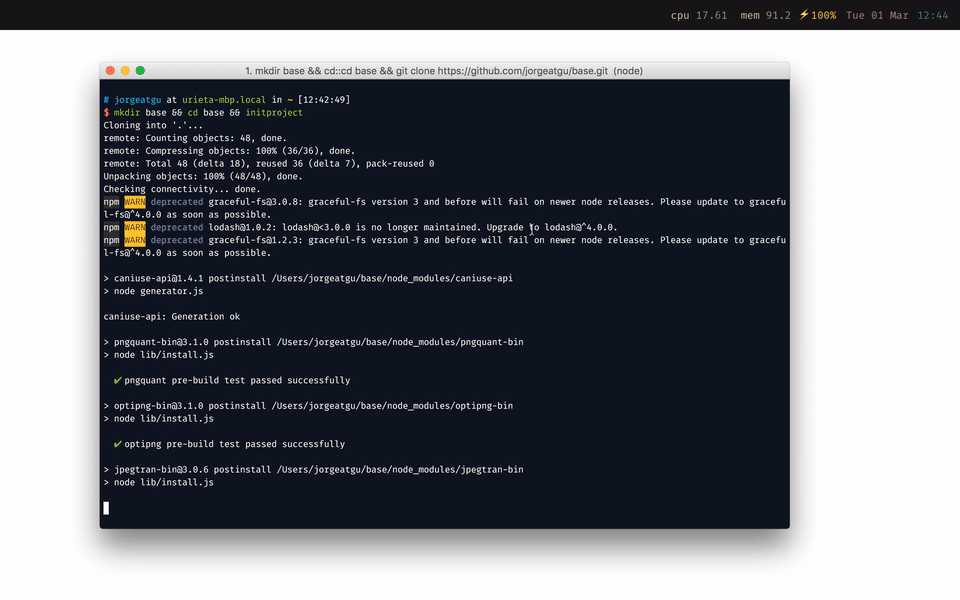 cpu 17.61 mem 91.2 ⚡100% Tue 01 Mar 12:44
1. mkdir base && cd::cd base && git clone https://github.com/jorgeatgu/base.git (node)
# jorgeatgu at urieta-mbp.local in ~ [12:42:49]
$ mkdir base && cd base && initproject
Cloning into '.'...
remote: Counting objects: 48, done.
remote: Compressing objects: 100% (36/36), done.
remote: Total 48 (delta 18), reused 36 (delta 7), pack-reused 0
Unpacking objects: 100% (48/48), done.
Checking connectivity... done.
npm WARN deprecated graceful-fs@3.0.8: graceful-fs version 3 and before will fail on newer node releases. Please update to gracefu
l-fs@^4.0.0 as soon as possible.
npm WARN deprecated lodash@1.0.2: lodash@<3.0.0 is no longer maintained. Upgrade to lodash@^4.0.0.
npm WARN deprecated graceful-fs@1.2.3: graceful-fs version 3 and before will fail on newer node releases. Please update to gracefu
l-fs@^4.0.0 as soon as possible.
> caniuse-api@1.4.1 postinstall /Users/jorgeatgu/base/node_modules/caniuse-api
> node generator.js
caniuse-api: Generation ok
> pngquant-bin@3.1.0 postinstall /Users/jorgeatgu/base/node_modules/pngquant-bin
> node lib/install.js
✔ pngquant pre-build test passed successfully
> optipng-bin@3.1.0 postinstall /Users/jorgeatgu/base/node_modules/optipng-bin
> node lib/install.js
✔ optipng pre-build test passed successfully
> jpegtran-bin@3.0.6 postinstall /Users/jorgeatgu/base/node_modules/jpegtran-bin
> node lib/install.js